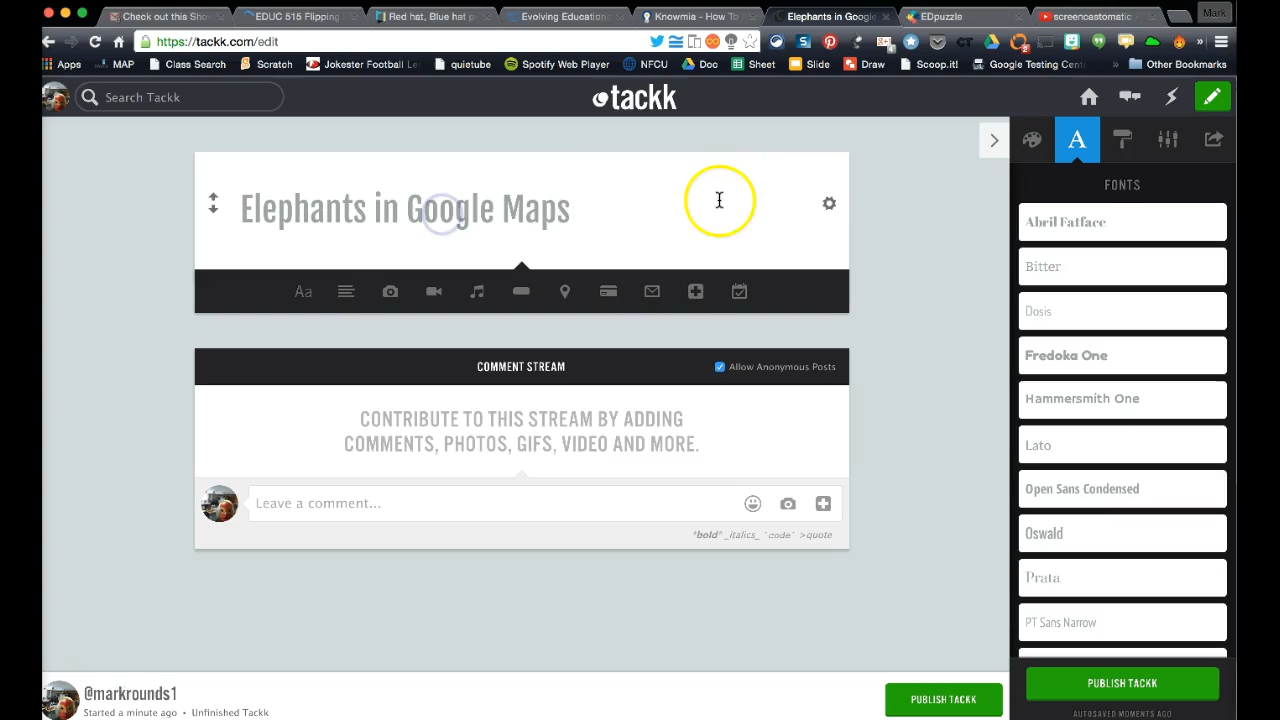 Check out this Sho
EDUC 515 Flipping
Red hat, Blue hat p
Evolving Education
Knowmia - How To
Elephants in Google
EDpuzzle
screencastomatic
Mark
https://tackk.com/edit
Apps
MAP
Class Search
Scratch
Jokester Football Le
quietube
Spotify Web Player
NFCU
Doc
Sheet
Slide
Draw
Scoop.it!
Google Testing Cent
»
Other Bookmarks
Search Tackk
tackk
Elephants in Google Maps
A
FONTS
Abril Fatface
Bitter
Dosis
Fredoka One
Hammersmith One
Lato
Open Sans Condensed
Oswald
Prata
PT Sans Narrow
Aa
COMMENT STREAM
Allow Anonymous Posts
CONTRIBUTE TO THIS STREAM BY ADDING
COMMENTS, PHOTOS, GIFS, VIDEO AND MORE.
Leave a comment...
*bold* _italics_ `code` >quote
@markrounds1
Started a minute ago • Unfinished Tackk
PUBLISH TACKK
PUBLISH TACKK
AUTOSAVED MOMENTS AGO